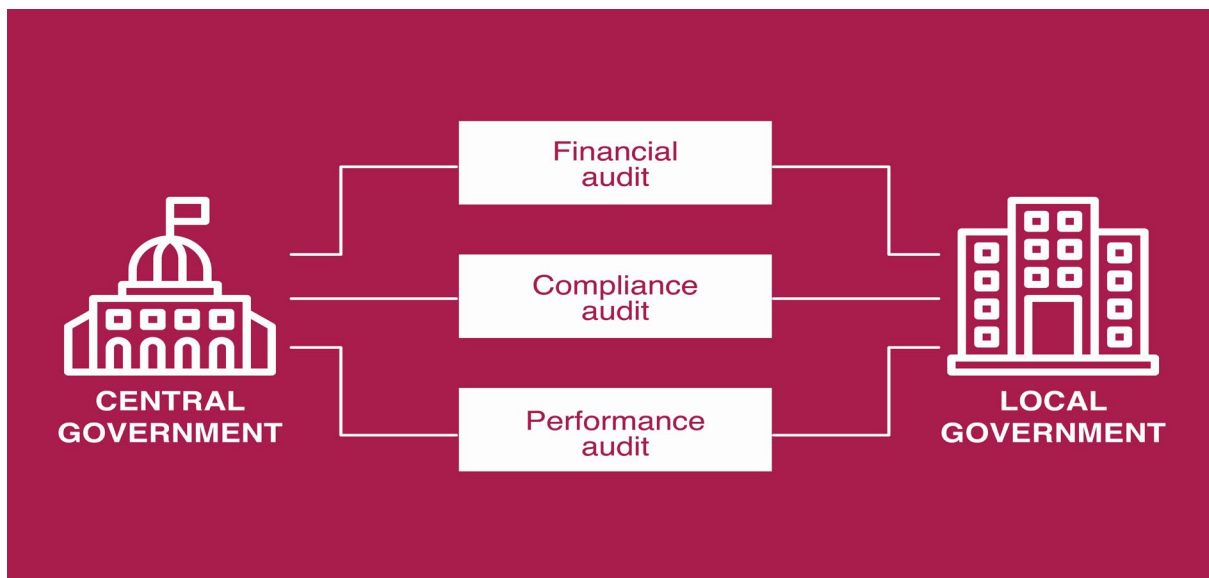 Financial
audit
Compliance
audit
Performance
audit
CENTRAL
GOVERNMENT
LOCAL
GOVERNMENT